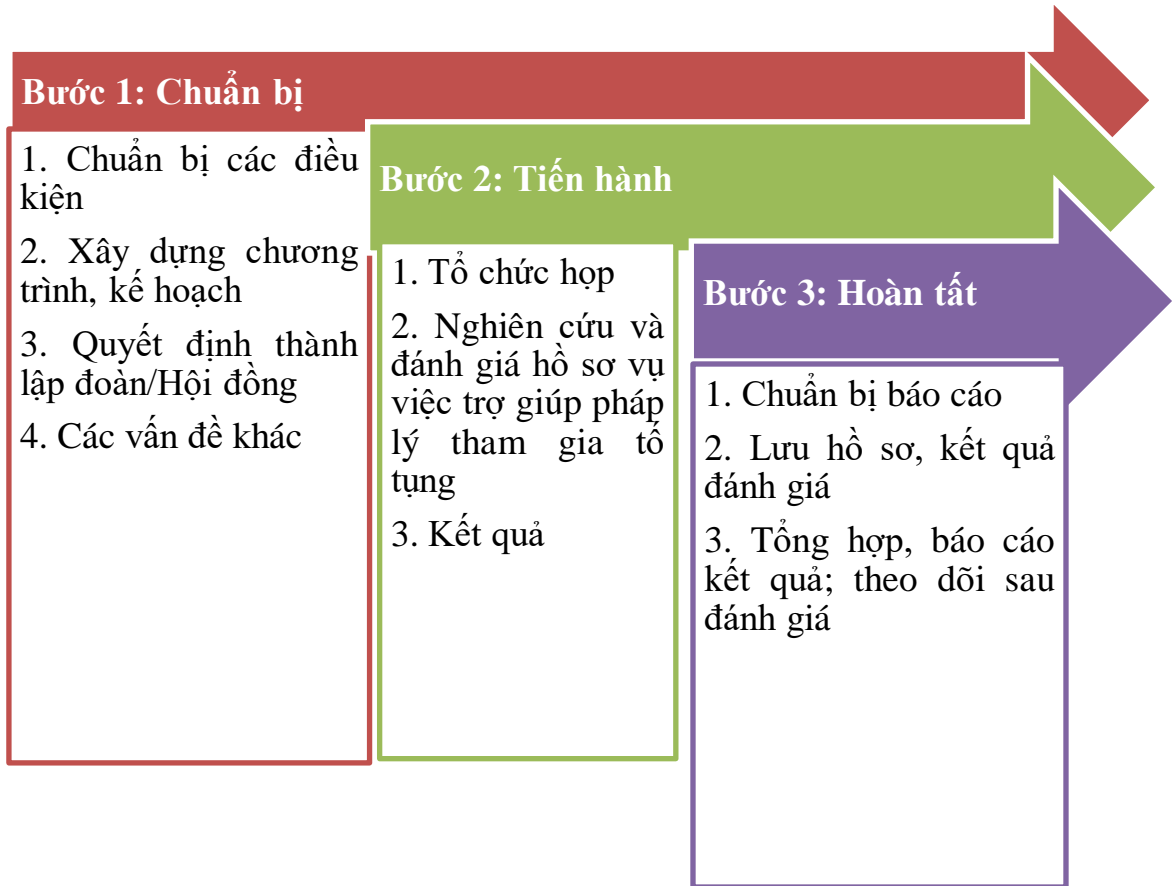 Bước 1: Chuẩn bị
1. Chuẩn bị các điều
kiện
2. Xây dựng chương
trình, kế hoạch
3. Quyết định thành
lập đoàn/Hội đồng
4. Các vấn đề khác
Bước 2: Tiến hành
1. Tổ chức họp
2. Nghiên cứu và
đánh giá hồ sơ vụ
việc trợ giúp pháp
lý tham gia tố
tụng
3. Kết quả
Bước 3: Hoàn tất
1. Chuẩn bị báo cáo
2. Lưu hồ sơ, kết quả
đánh giá
3. Tổng hợp, báo cáo
kết quả; theo dõi sau
đánh giá